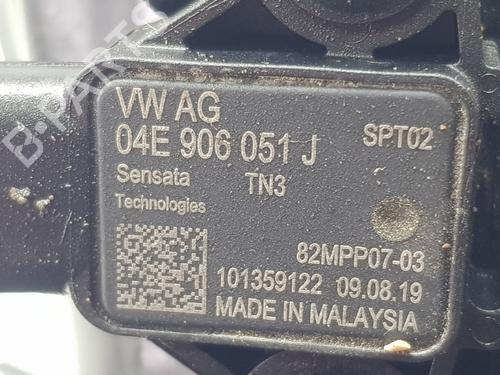 VW AG
04E 906 051 J SPT02
Sensata TN3
Technologies
82MPP07-03
101359122 09.08.19
MADE IN MALAYSIA
B-PARTS